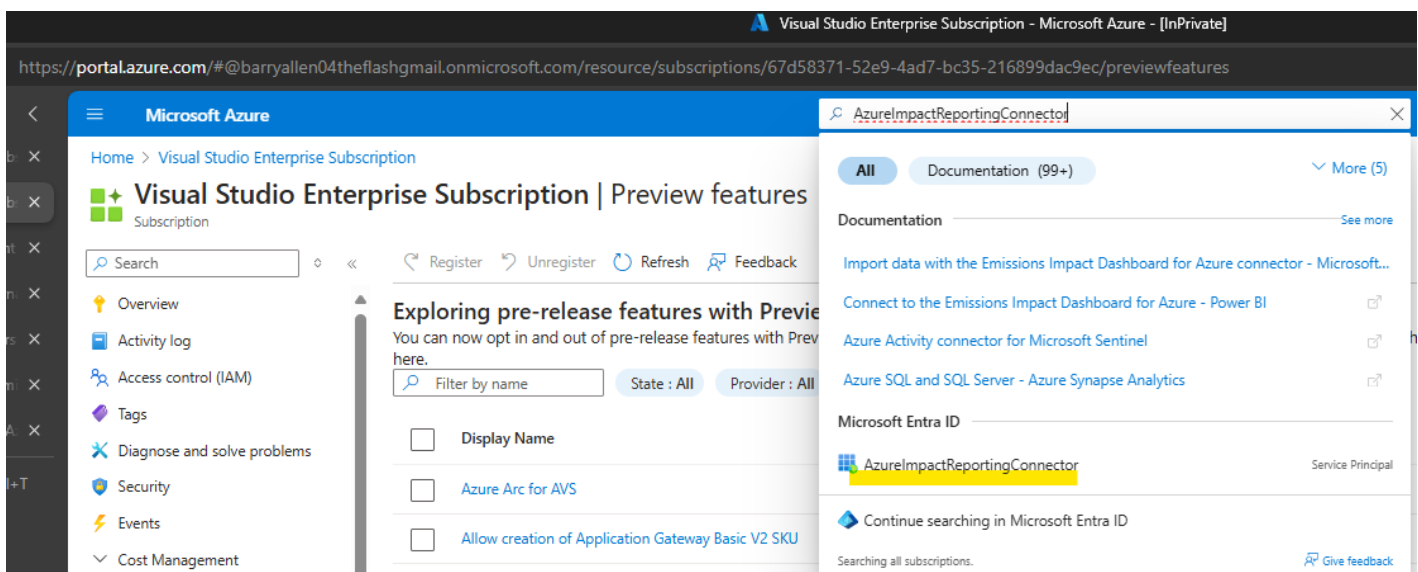 Visual Studio Enterprise Subscription - Microsoft Azure - [InPrivate]
https://portal.azure.com/#@barryallen04theflashgmail.onmicrosoft.com/resource/subscriptions/67d58371-52e9-4ad7-bc35-216899dac9ec/previewfeatures
Microsoft Azure
AzureImpactReportingConnector
Home > Visual Studio Enterprise Subscription
Visual Studio Enterprise Subscription | Preview features
Subscription
Search
Register Unregister Refresh Feedback
Overview
Activity log
Access control (IAM)
Tags
Diagnose and solve problems
Security
Events
Cost Management
Exploring pre-release features with Previe
You can now opt in and out of pre-release features with Prev
here.
Filter by name State : All Provider : All
Display Name
Azure Arc for AVS
Allow creation of Application Gateway Basic V2 SKU
All Documentation (99+) More (5)
Documentation See more
Import data with the Emissions Impact Dashboard for Azure connector - Microsoft...
Connect to the Emissions Impact Dashboard for Azure - Power BI
Azure Activity connector for Microsoft Sentinel
Azure SQL and SQL Server - Azure Synapse Analytics
Microsoft Entra ID
AzureImpactReportingConnector Service Principal
Continue searching in Microsoft Entra ID
Searching all subscriptions. Give feedback